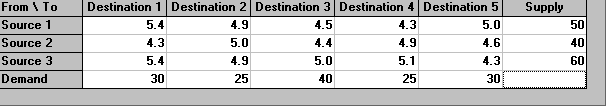 From \ To Destination 1 Destination 2 Destination 3 Destination 4 Destination 5 Supply
Source 1 5.4 4.9 4.5 4.3 5.0 50
Source 2 4.3 5.0 4.4 4.9 4.6 40
Source 3 5.4 4.9 5.0 5.1 4.3 60
Demand 30 25 40 25 30